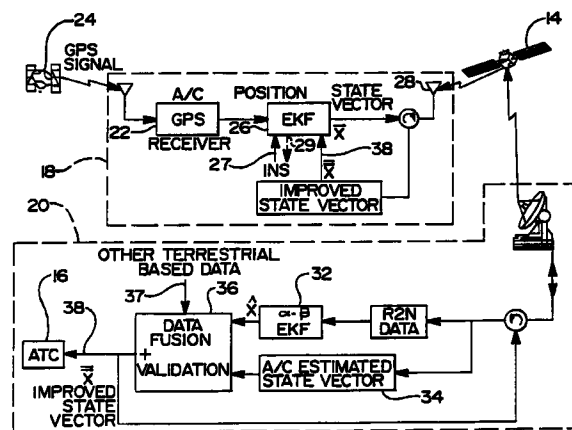 24
GPS
SIGNAL
14
28
A/C
POSITION
STATE
VECTOR
GPS
EKF
X̄
22
RECEIVER
26
29
27
38
INS
X̿
IMPROVED
STATE VECTOR
18
20
OTHER TERRESTRIAL
BASED DATA
37
36
32
16
38
ATC
DATA
FUSION
+
VALIDATION
X̂
α-β
EKF
R2N
DATA
A/C ESTIMATED
STATE VECTOR
34
X̿
IMPROVED
STATE
VECTOR